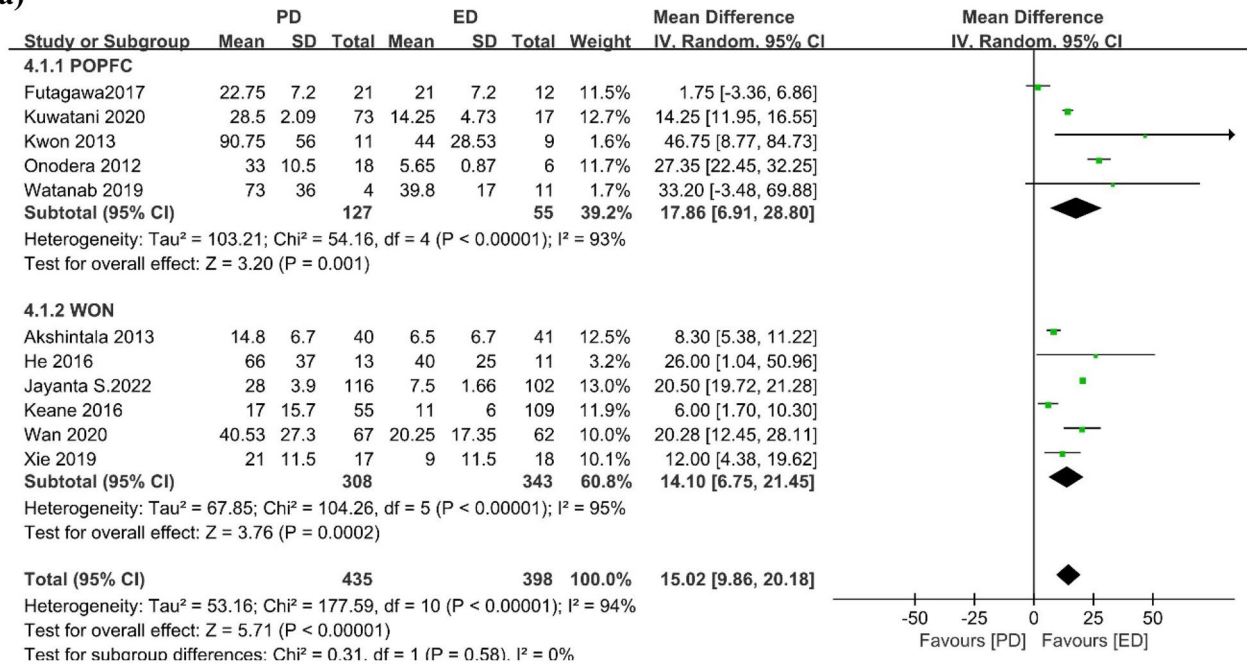 a)
PD ED Mean Difference Mean Difference
Study or Subgroup Mean SD Total Mean SD Total Weight IV, Random, 95% CI IV, Random, 95% CI
4.1.1 POPFC
Futagawa2017 22.75 7.2 21 21 7.2 12 11.5% 1.75 [-3.36, 6.86]
Kuwatani 2020 28.5 2.09 73 14.25 4.73 17 12.7% 14.25 [11.95, 16.55]
Kwon 2013 90.75 56 11 44 28.53 9 1.6% 46.75 [8.77, 84.73]
Onodera 2012 33 10.5 18 5.65 0.87 6 11.7% 27.35 [22.45, 32.25]
Watanab 2019 73 36 4 39.8 17 11 1.7% 33.20 [-3.48, 69.88]
Subtotal (95% CI) 127 55 39.2% 17.86 [6.91, 28.80]
Heterogeneity: Tau² = 103.21; Chi² = 54.16, df = 4 (P < 0.00001); I² = 93%
Test for overall effect: Z = 3.20 (P = 0.001)
4.1.2 WON
Akshintala 2013 14.8 6.7 40 6.5 6.7 41 12.5% 8.30 [5.38, 11.22]
He 2016 66 37 13 40 25 11 3.2% 26.00 [1.04, 50.96]
Jayanta S.2022 28 3.9 116 7.5 1.66 102 13.0% 20.50 [19.72, 21.28]
Keane 2016 17 15.7 55 11 6 109 11.9% 6.00 [1.70, 10.30]
Wan 2020 40.53 27.3 67 20.25 17.35 62 10.0% 20.28 [12.45, 28.11]
Xie 2019 21 11.5 17 9 11.5 18 10.1% 12.00 [4.38, 19.62]
Subtotal (95% CI) 308 343 60.8% 14.10 [6.75, 21.45]
Heterogeneity: Tau² = 67.85; Chi² = 104.26, df = 5 (P < 0.00001); I² = 95%
Test for overall effect: Z = 3.76 (P = 0.0002)
Total (95% CI) 435 398 100.0% 15.02 [9.86, 20.18]
Heterogeneity: Tau² = 53.16; Chi² = 177.59, df = 10 (P < 0.00001); I² = 94%
-50 -25 0 25 50
Test for overall effect: Z = 5.71 (P < 0.00001)
Favours [PD] Favours [ED]
Test for subgroup differences: Chi² = 0.31, df = 1 (P = 0.58), I² = 0%